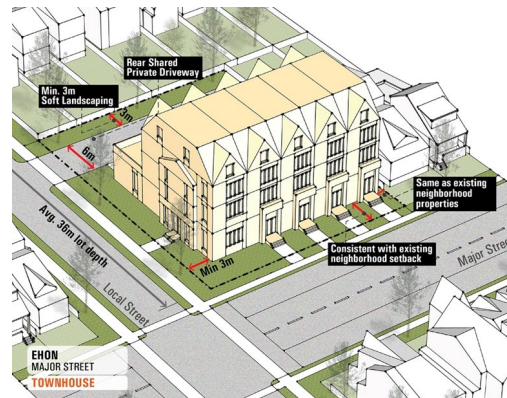 Rear Shared
Private Driveway
Min. 3m
Soft Landscaping
3m
6m
Same as existing
neighborhood
properties
Avg. 36m lot depth
Min 3m
Consistent with existing
neighborhood setback
Major Street
Local Street
EHON
MAJOR STREET
TOWNHOUSE